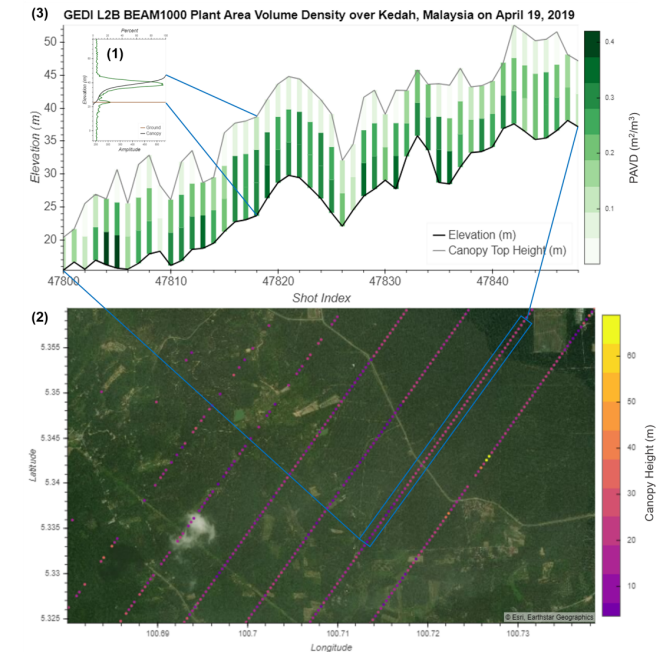 (3) GEDI L2B BEAM1000 Plant Area Volume Density over Kedah, Malaysia on April 19, 2019
(1)
Percent
Elevation (m)
Ground
Canopy
Amplitude
50
45
40
35
30
25
20
Elevation (m)
47800
47810
47820
47830
47840
Shot Index
Elevation (m)
Canopy Top Height (m)
0.4
0.3
0.2
0.1
PAVD (m²/m³)
(2)
5.355
5.35
5.345
5.34
5.335
5.33
5.325
Latitude
100.69
100.7
100.71
100.72
100.73
Longitude
© Esri, Earthstar Geographics
60
50
40
30
20
10
Canopy Height (m)